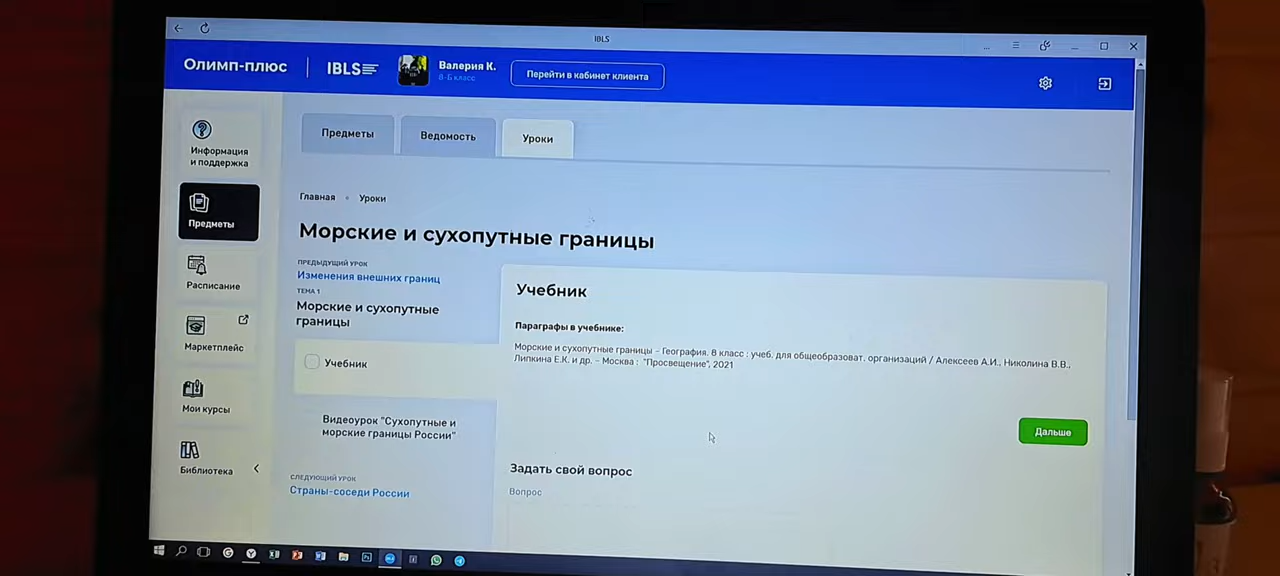 IBLS
Олимп-плюс
IBLS
Валерия К.
8-Б класс
Перейти в кабинет клиента
Информация
и поддержка
Предметы
Расписание
Маркетплейс
Мои курсы
Библиотека
Предметы
Ведомость
Уроки
Главная • Уроки
Морские и сухопутные границы
ПРЕДЫДУЩИЙ УРОК
Изменения внешних границ
ТЕМА 1
Морские и сухопутные
границы
Учебник
Видеоурок "Сухопутные и
морские границы России"
СЛЕДУЮЩИЙ УРОК
Страны-соседи России
Учебник
Параграфы в учебнике:
Морские и сухопутные границы - География. 8 класс : учеб. для общеобразоват. организаций / Алексеев А.И., Николина В.В.,
Липкина Е.К. и др. - Москва : "Просвещение", 2021
Дальше
Задать свой вопрос
Вопрос